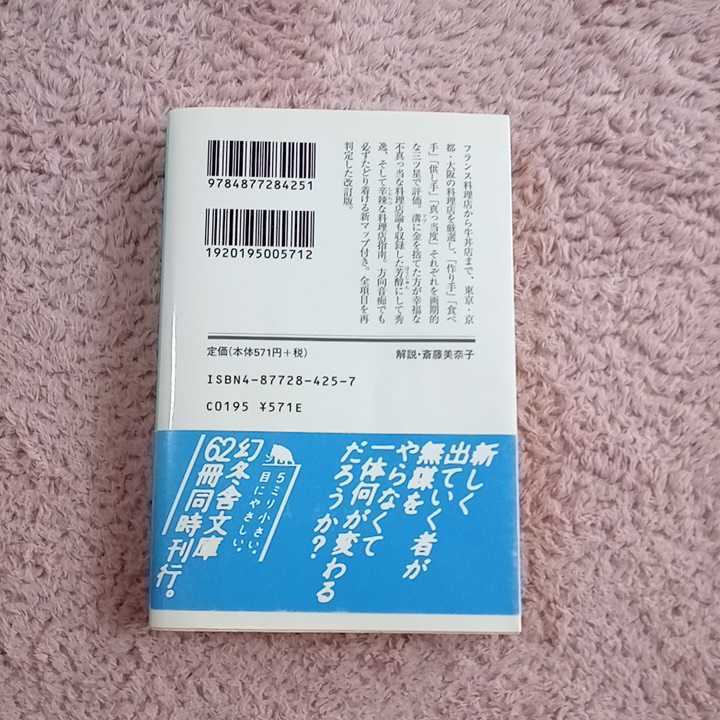 フランス料理店から牛丼店まで、東京・京
都・大阪の料理店を厳選し、「作り手」「食べ
手」「供し手」「真っ当度」それぞれを画期的
な三ツ星で評価。溝に金を捨てた方が幸福な
不真っ当な料理店論も収録した芳醇にして秀
逸、そして辛辣な料理店指南。方向音痴でも
必ずたどり着ける新マップ付き。全項目を再
判定した改訂版。
9784877284251
1920195005712
定価(本体571円+税)
解説・斎藤美奈子
ISBN4-87728-425-7
C0195 ¥571E
新しく
出ていく者が
無謀を
やらなくて
一体何が変わる
だろうか?
5ミリ小さい。
目にやさしい。
幻冬舎文庫
62冊同時刊行。